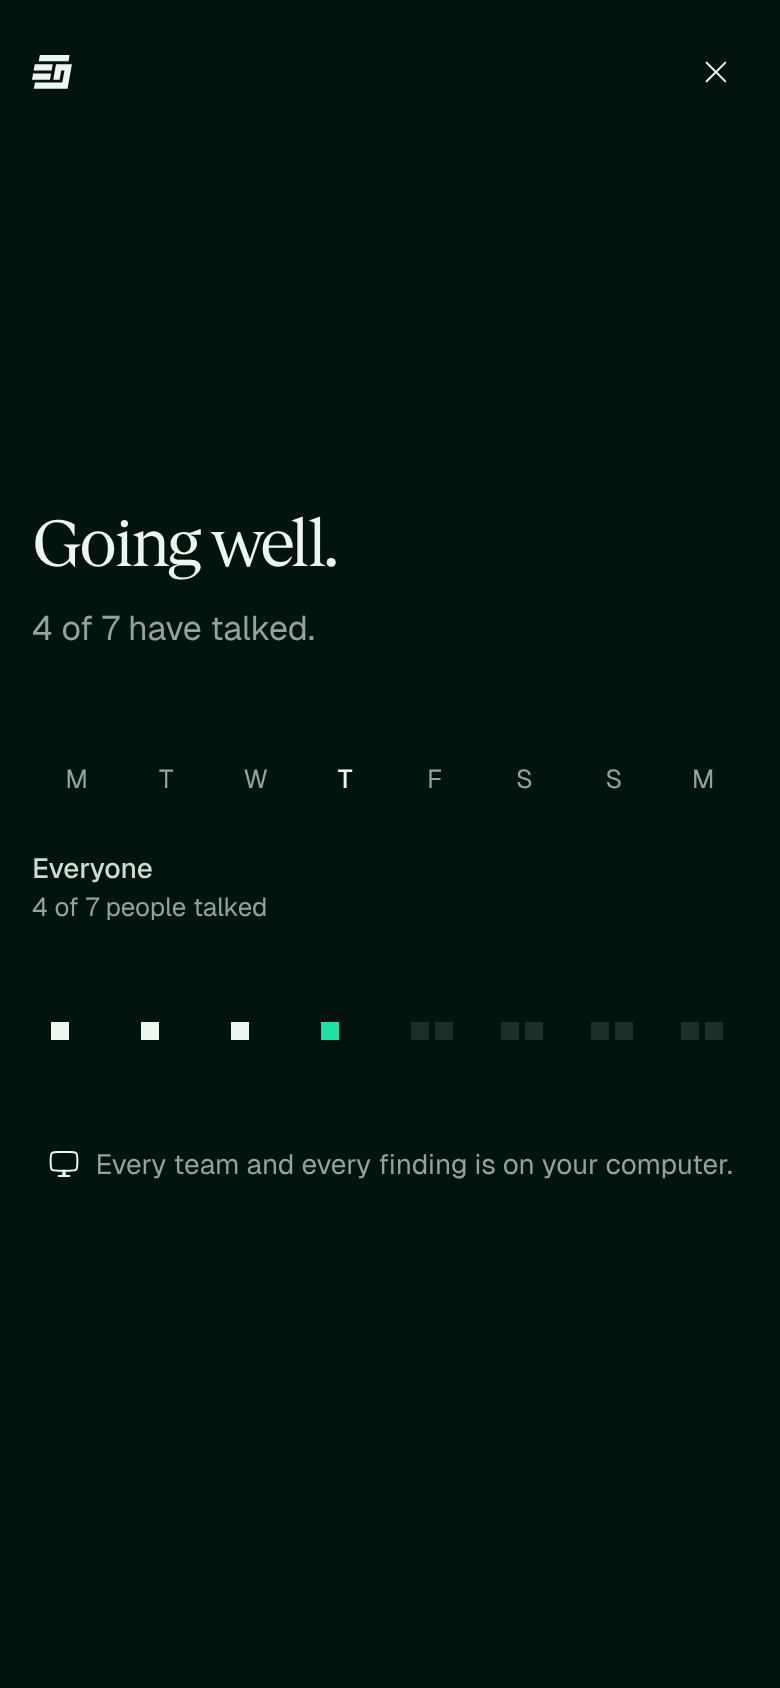 Going well.
4 of 7 have talked.
M T W T F S S M
Everyone
4 of 7 people talked
Every team and every finding is on your computer.